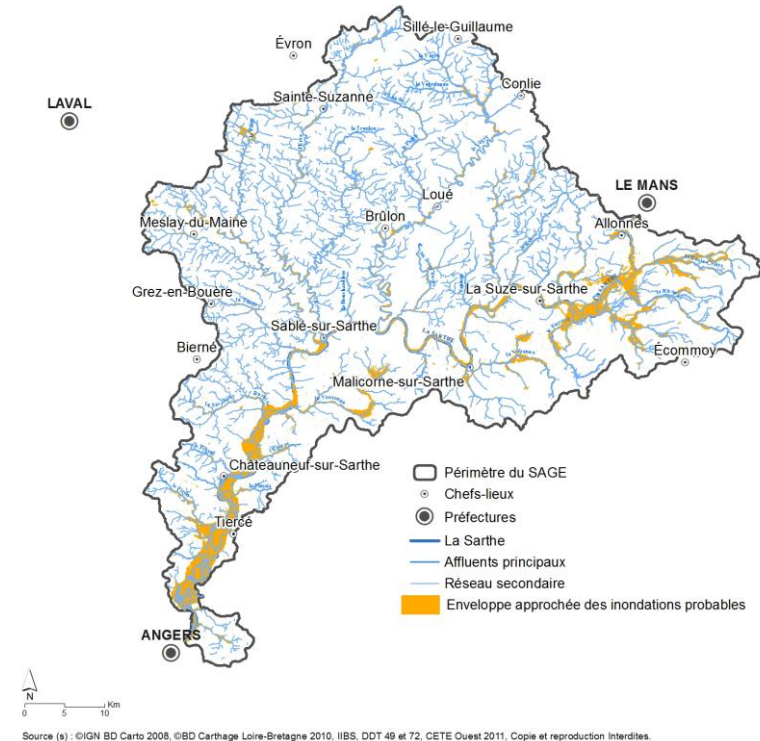 Sillé-le-Guillaume
Évron
Conlie
LAVAL
Sainte-Suzanne
LE MANS
Loué
Allonnes
Brûlon
Meslay-du-Maine
Grez-en-Bouère
La Suze-sur-Sarthe
Sablé-sur-Sarthe
LA SARTHE
Bierné
Écommoy
Malicorne-sur-Sarthe
Châteauneuf-sur-Sarthe
Tiercé
ANGERS
Périmètre du SAGE
Chefs-lieux
Préfectures
La Sarthe
Affluents principaux
Réseau secondaire
Enveloppe approchée des inondations probables
N
0 5 10 Km
Source (s) : ©IGN BD Carto 2008, ©BD Carthage Loire-Bretagne 2010, IIBS, DDT 49 et 72, CETE Ouest 2011, Copie et reproduction Interdites.